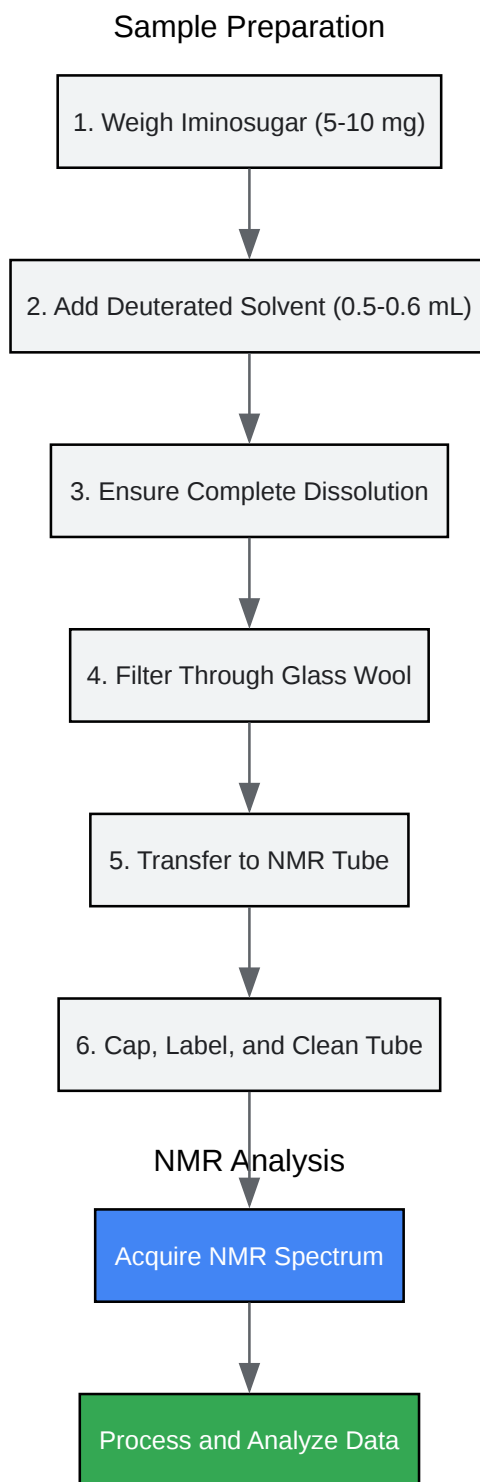 Sample Preparation
1. Weigh Iminosugar (5-10 mg)
2. Add Deuterated Solvent (0.5-0.6 mL)
3. Ensure Complete Dissolution
4. Filter Through Glass Wool
5. Transfer to NMR Tube
6. Cap, Label, and Clean Tube
NMR Analysis
Acquire NMR Spectrum
Process and Analyze Data